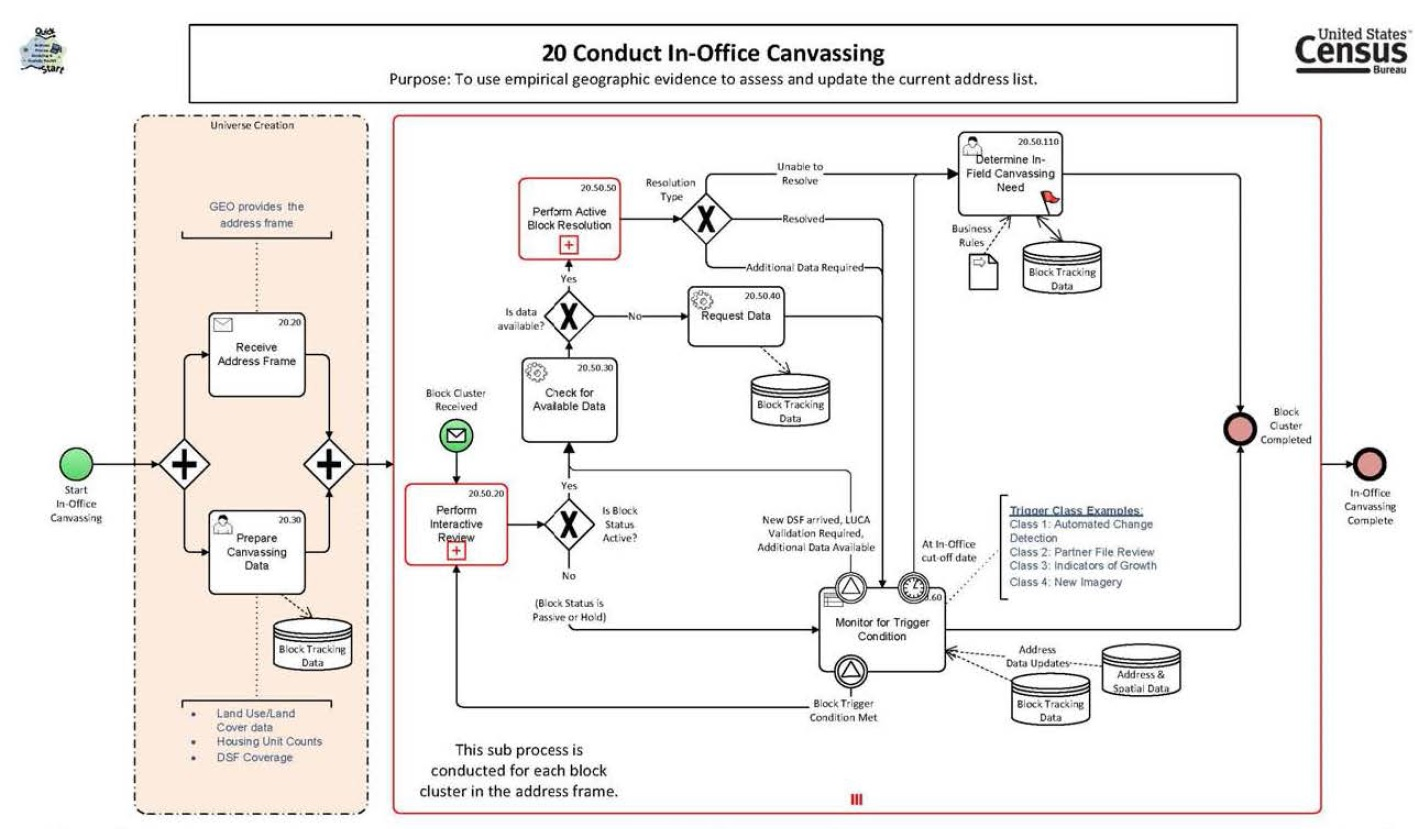 Quick
Start
20 Conduct In-Office Canvassing
Purpose: To use empirical geographic evidence to assess and update the current address list.
United States
Census
Bureau
Universe Creation
GEO provides the
address frame
20.20
Receive
Address Frame
Start
In-Office
Canvassing
20.30
Prepare
Canvassing
Data
Block Tracking
Data
• Land Use/Land
Cover data
• Housing Unit Counts
• DSF Coverage
Block Cluster
Received
20.50.20
Perform
Interactive
Review
Is Block
Status
Active?
Yes
No
(Block Status is
Passive or Hold)
20.50.30
Check for
Available Data
Is data
available?
Yes
No
20.50.40
Request Data
Block Tracking
Data
20.50.50
Perform Active
Block Resolution
Resolution
Type
Unable to
Resolve
Resolved
Additional Data Required
20.50.110
Determine In-
Field Canvassing
Need
Business
Rules
Block Tracking
Data
New DSF arrived, LUCA
Validation Required,
Additional Data Available
At In-Office
cut-off date
Trigger Class Examples:
Class 1: Automated Change
Detection
Class 2: Partner File Review
Class 3: Indicators of Growth
Class 4: New Imagery
.60
Monitor for Trigger
Condition
Block Trigger
Condition Met
Address
Data Updates
Address &
Spatial Data
Block Tracking
Data
Block
Cluster
Completed
In-Office
Canvassing
Complete
This sub process is
conducted for each block
cluster in the address frame.